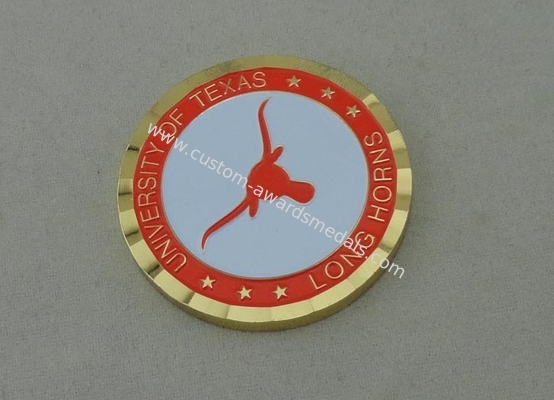 UNIVERSITY OF TEXAS
LONG HORNS
www.custom-awardsmedals.com